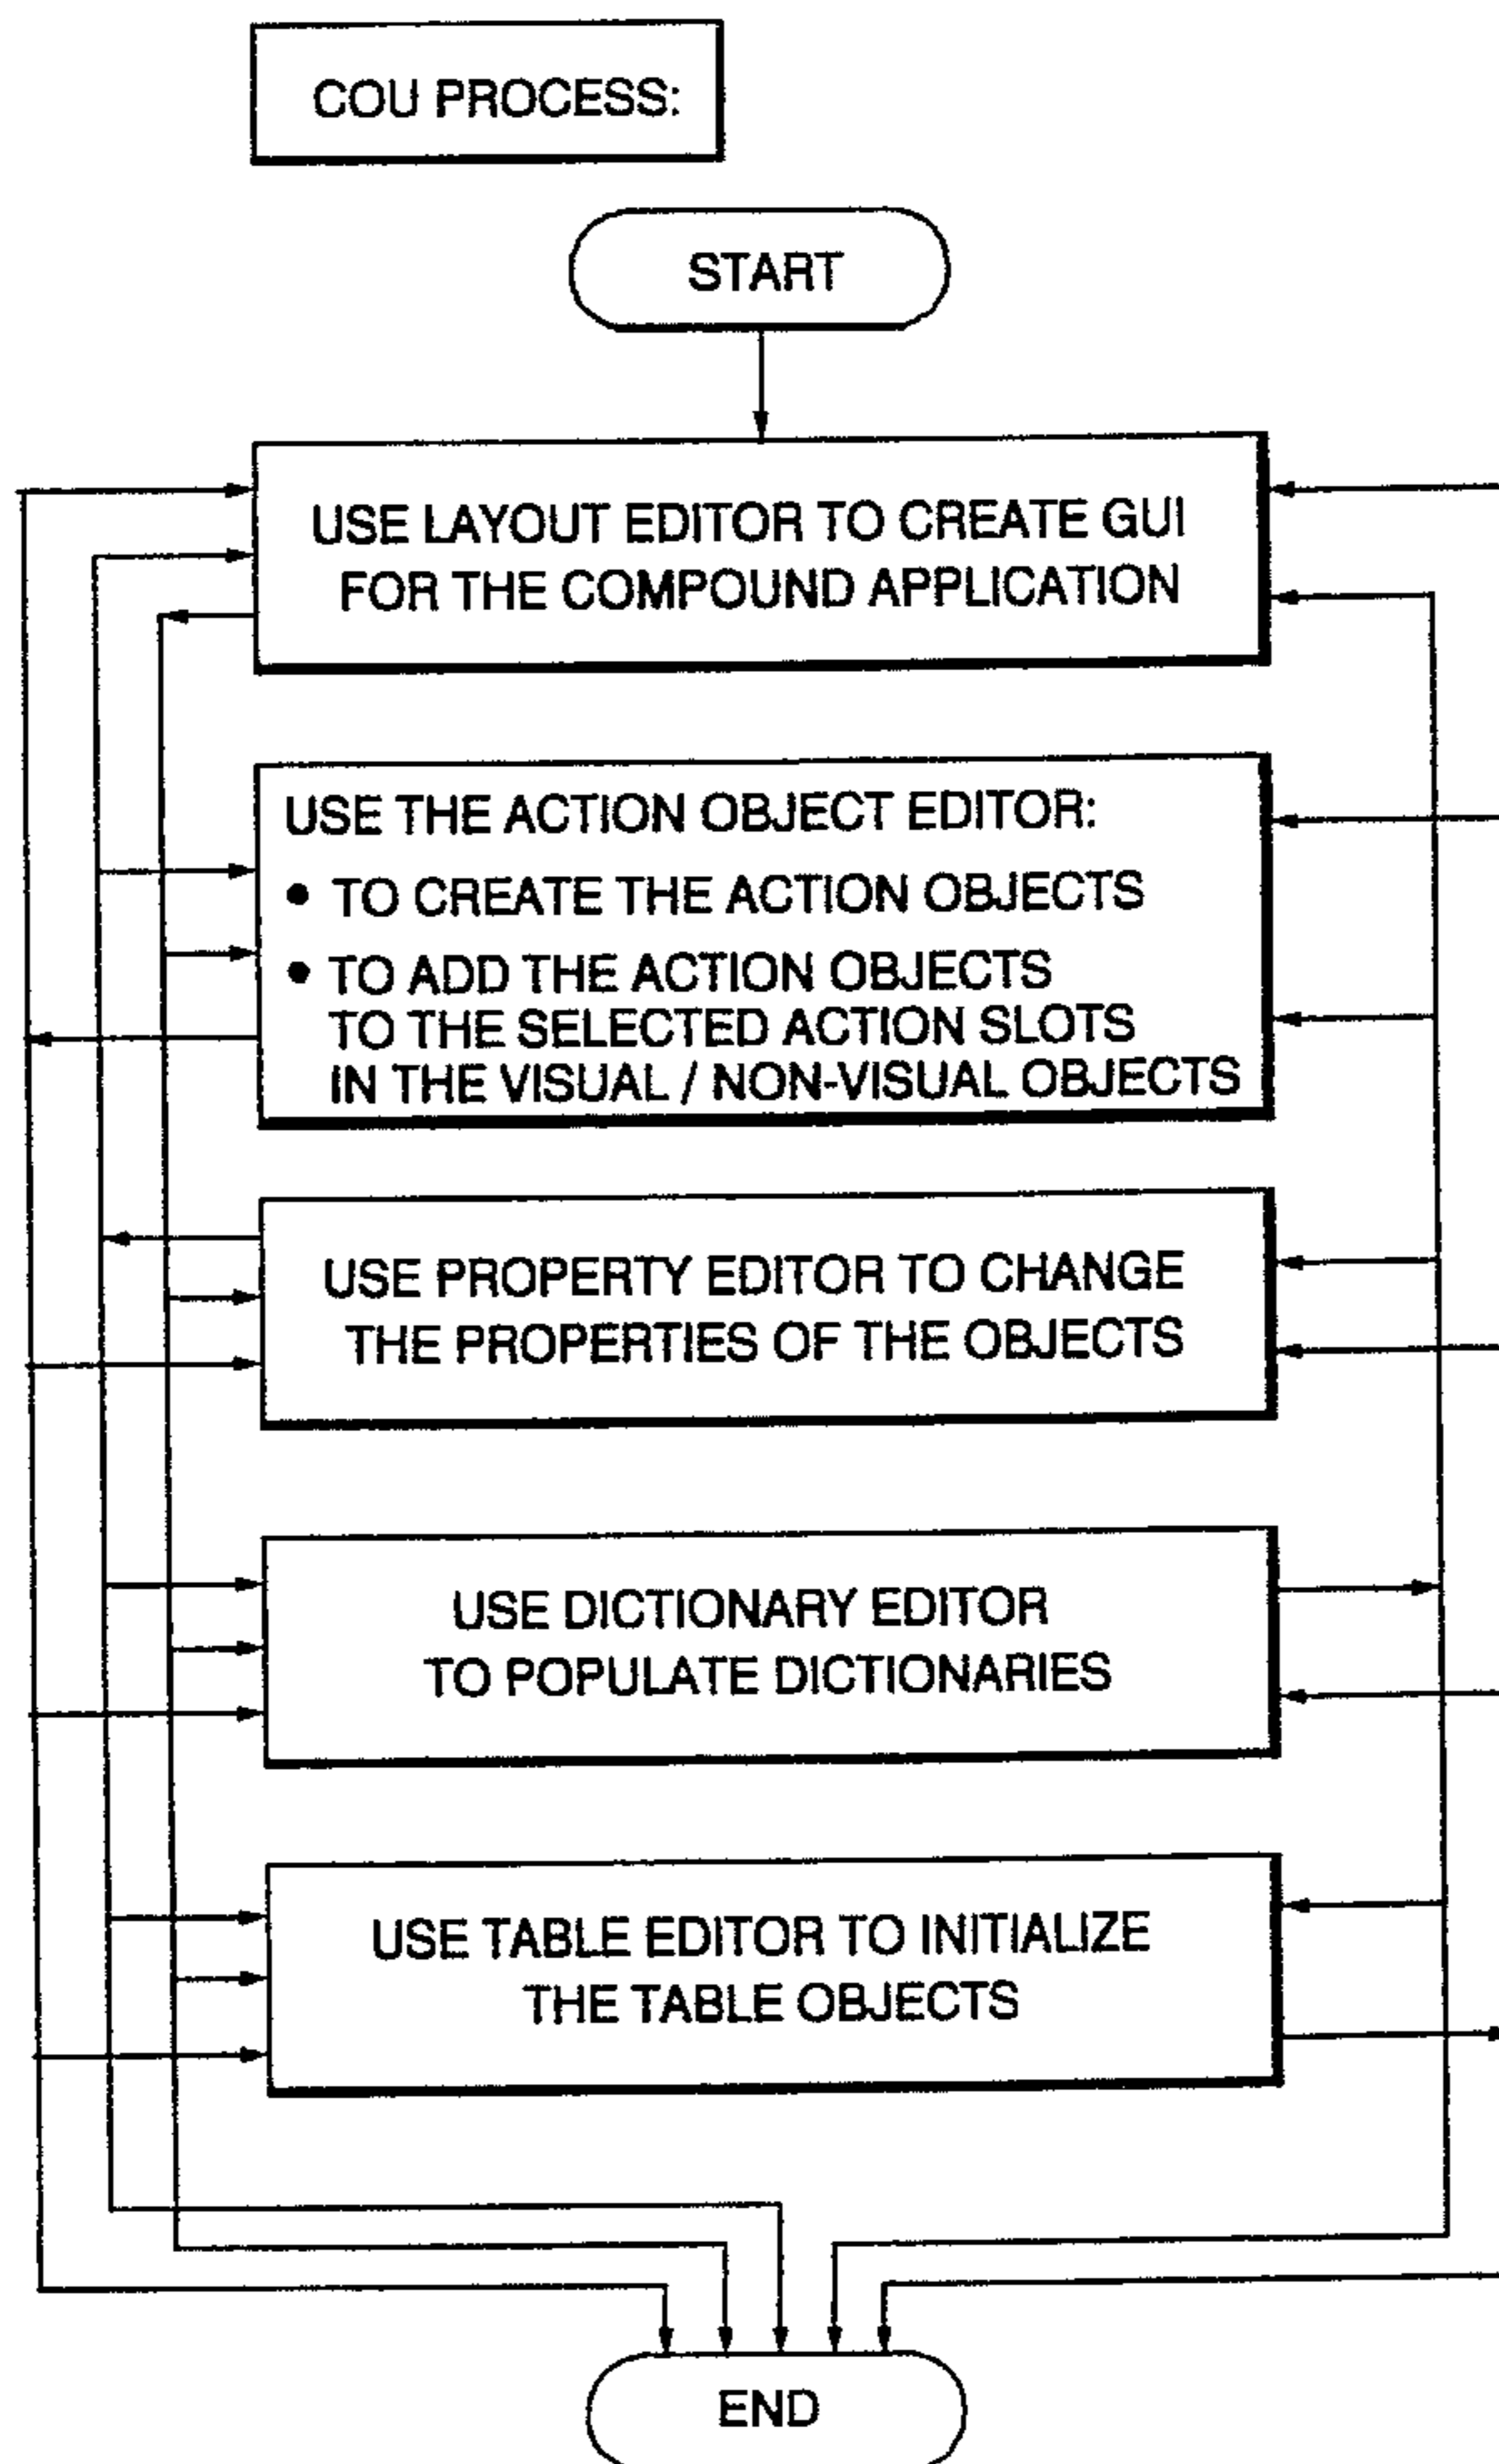 COU PROCESS:
START
USE LAYOUT EDITOR TO CREATE GUI
FOR THE COMPOUND APPLICATION
USE THE ACTION OBJECT EDITOR:
• TO CREATE THE ACTION OBJECTS
• TO ADD THE ACTION OBJECTS
TO THE SELECTED ACTION SLOTS
IN THE VISUAL / NON-VISUAL OBJECTS
USE PROPERTY EDITOR TO CHANGE
THE PROPERTIES OF THE OBJECTS
USE DICTIONARY EDITOR
TO POPULATE DICTIONARIES
USE TABLE EDITOR TO INITIALIZE
THE TABLE OBJECTS
END